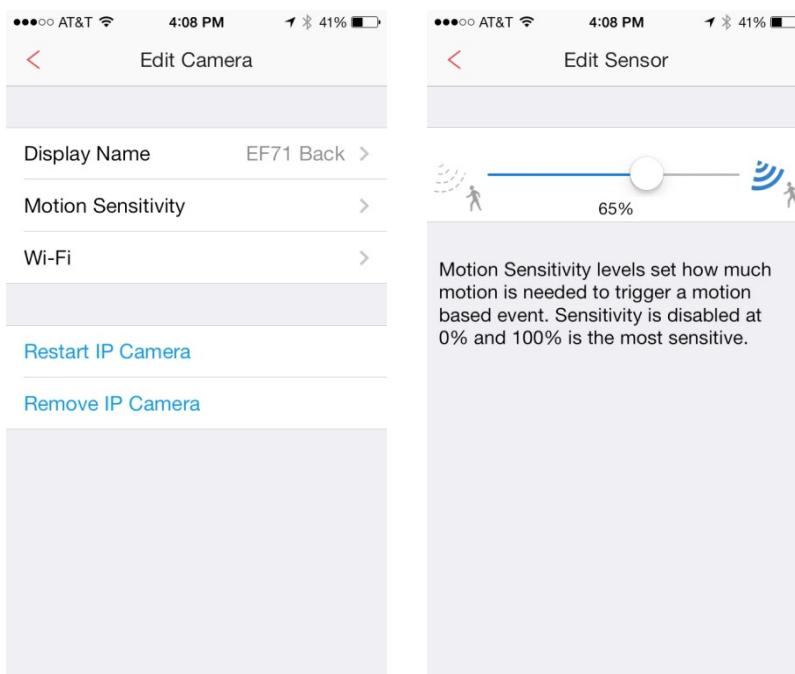 AT&T 4:08 PM 41%
Edit Camera
Display Name EF71 Back
Motion Sensitivity
Wi-Fi
Restart IP Camera
Remove IP Camera
AT&T 4:08 PM 41%
Edit Sensor
65%
Motion Sensitivity levels set how much
motion is needed to trigger a motion
based event. Sensitivity is disabled at
0% and 100% is the most sensitive.